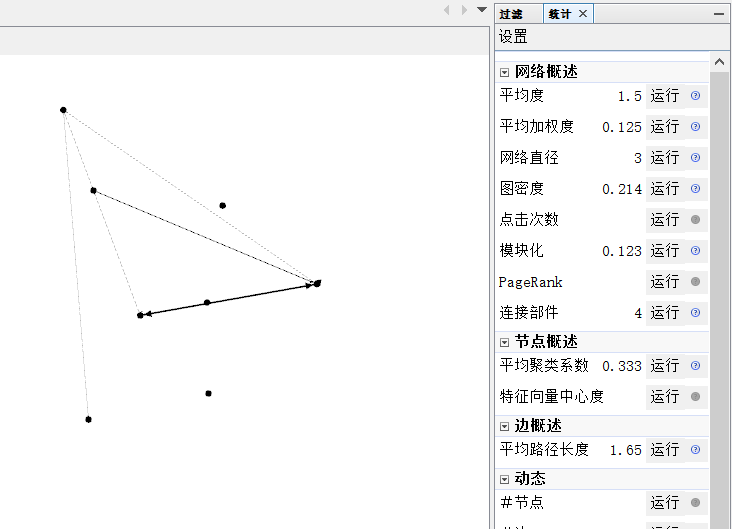 过滤 统计 ×
设置
网络概述
平均度 1.5 运行
平均加权度 0.125 运行
网络直径 3 运行
图密度 0.214 运行
点击次数 运行
模块化 0.123 运行
PageRank 运行
连接部件 4 运行
节点概述
平均聚类系数 0.333 运行
特征向量中心度 运行
边概述
平均路径长度 1.65 运行
动态
#节点 运行